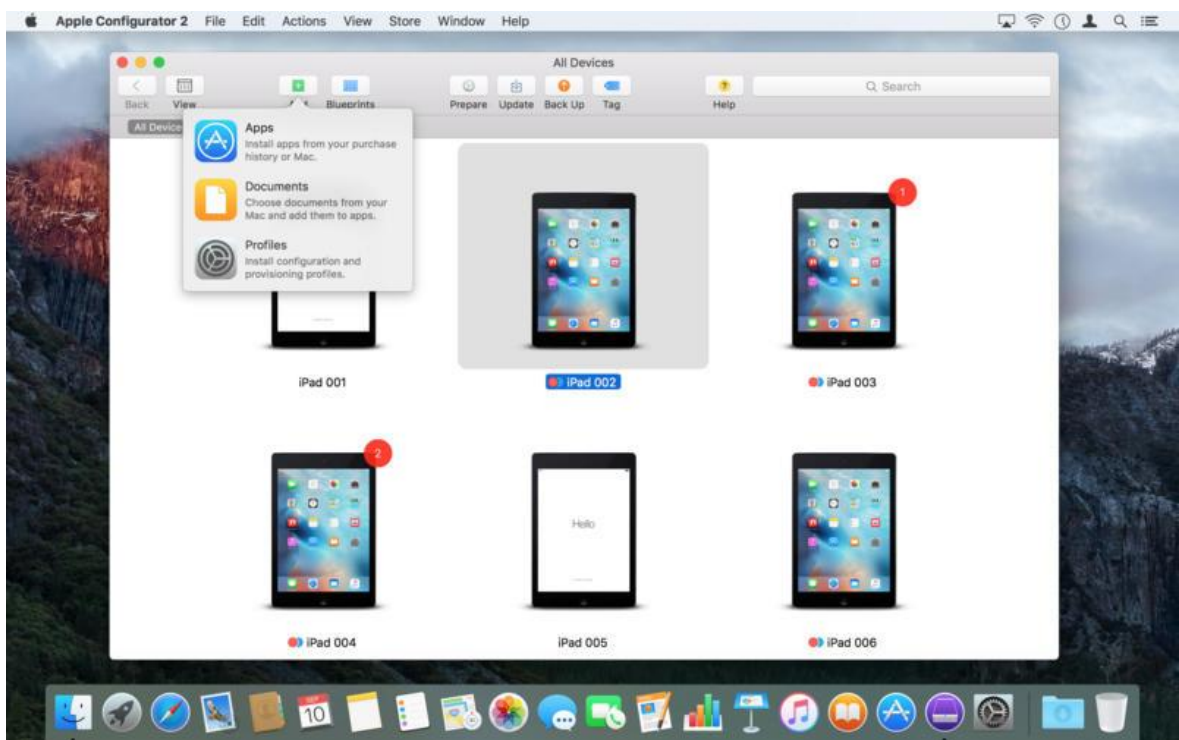 Apple Configurator 2 File Edit Actions View Store Window Help
All Devices
Search
Back View Blueprints Prepare Update Back Up Tag Help
All Devices
Apps
Install apps from your purchase
history or Mac.
Documents
Choose documents from your
Mac and add them to apps.
Profiles
Install configuration and
provisioning profiles.
1
iPad 001
iPad 002
iPad 003
2
Hello
iPad 004
iPad 005
iPad 006
SEP
10